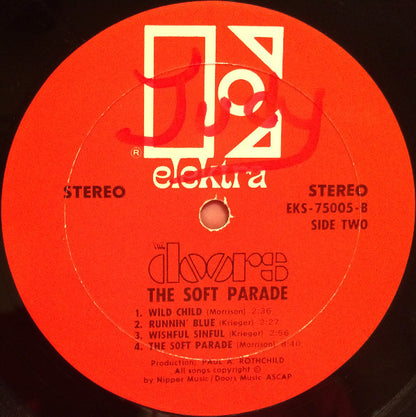 Judy
®
elektra
STEREO
STEREO
EKS-75005-B
SIDE TWO
THE doors
THE SOFT PARADE
1. WILD CHILD (Morrison) 2:36
2. RUNNIN' BLUE (Krieger) 2:27
3. WISHFUL SINFUL (Krieger) 2:56
4. THE SOFT PARADE (Morrison) 8:40
Production: PAUL A. ROTHCHILD
All songs copyright ©
by Nipper Music / Doors Music ASCAP